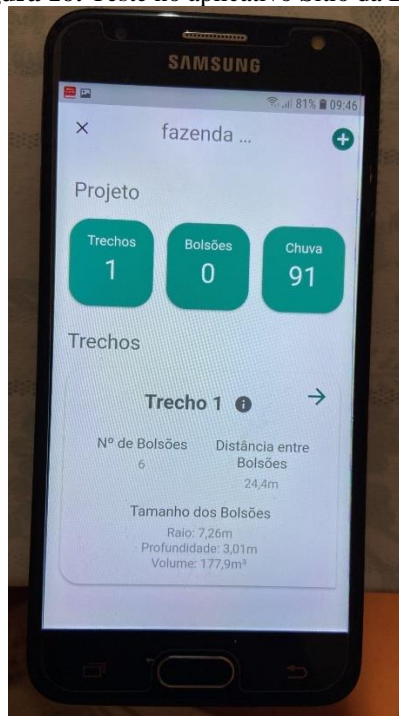 SAMSUNG
81% 09:46
× fazenda ...
Projeto
Trechos Bolsões Chuva
1 0 91
Trechos
Trecho 1
Nº de Bolsões Distância entre
Bolsões
6
24,4m
Tamanho dos Bolsões
Raio: 7,26m
Profundidade: 3,01m
Volume: 177,9m³